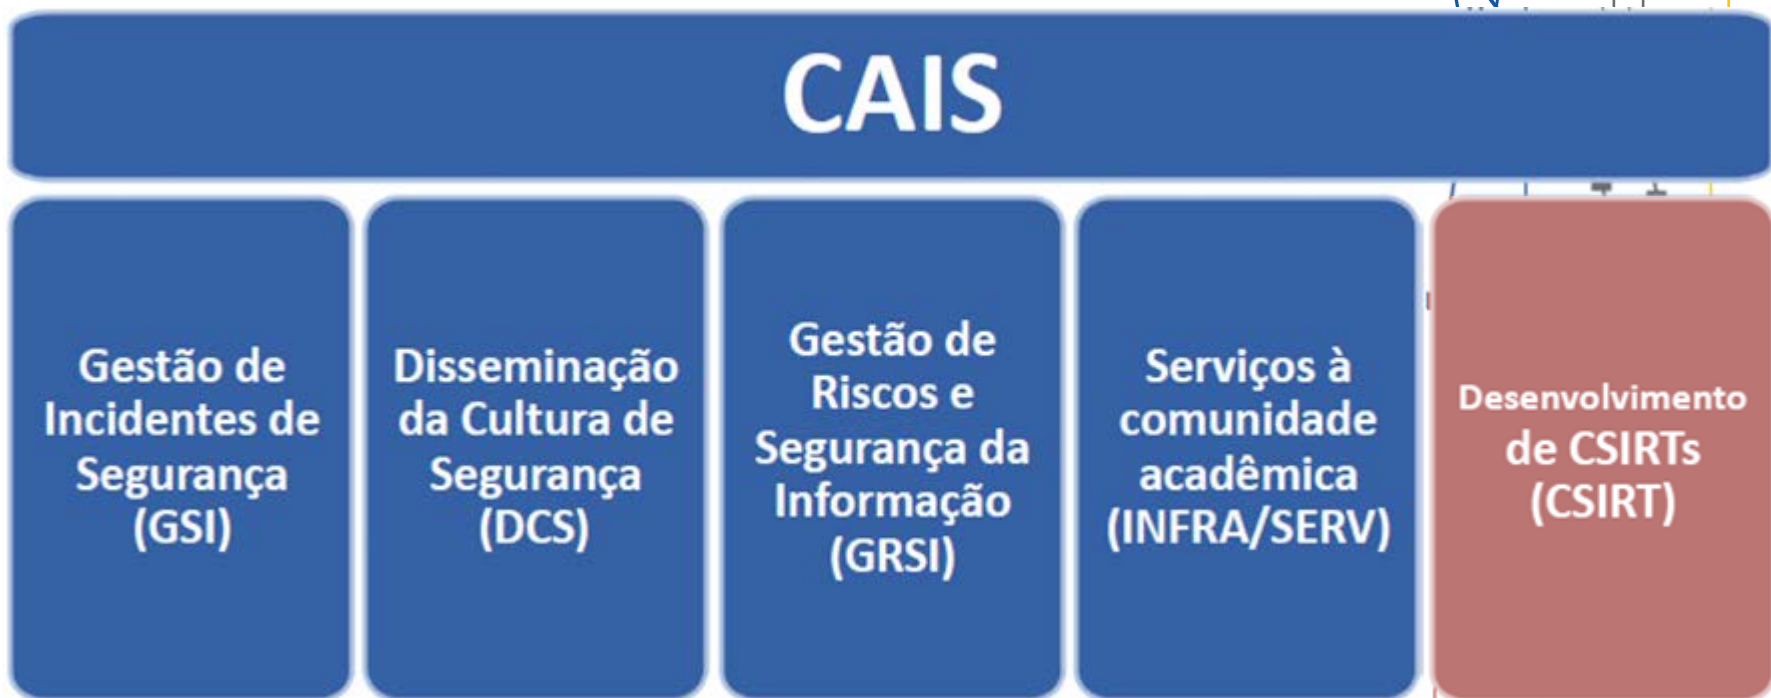 CAIS
Gestão de
Incidentes de
Segurança
(GSI)
Disseminação
da Cultura de
Segurança
(DCS)
Gestão de
Riscos e
Segurança da
Informação
(GRSI)
Serviços à
comunidade
acadêmica
(INFRA/SERV)
Desenvolvimento
de CSIRTs
(CSIRT)